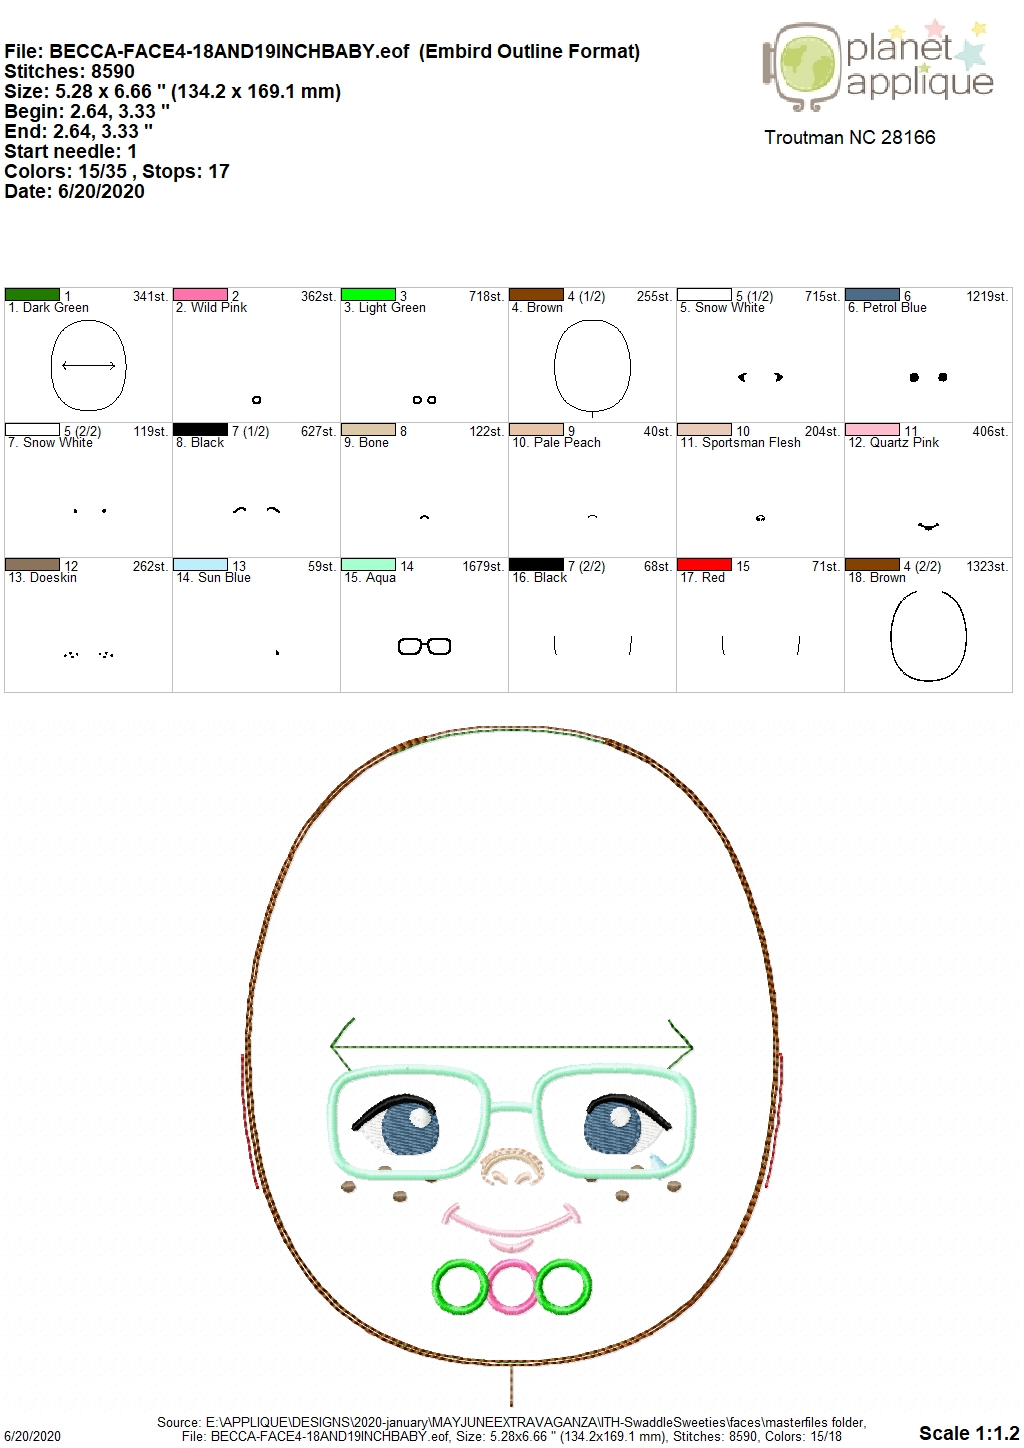 File: BECCA-FACE4-18AND19INCHBABY.eof  (Embird Outline Format)
Stitches: 8590
Size: 5.28 x 6.66 " (134.2 x 169.1 mm)
Begin: 2.64, 3.33 "
End: 2.64, 3.33 "
Start needle: 1
Colors: 15/35 , Stops: 17
Date: 6/20/2020
planet
applique
Troutman NC 28166
1 341st.
1. Dark Green
2 362st.
2. Wild Pink
3 718st.
3. Light Green
4 (1/2) 255st.
4. Brown
5 (1/2) 715st.
5. Snow White
6 1219st.
6. Petrol Blue
5 (2/2) 119st.
7. Snow White
7 (1/2) 627st.
8. Black
8 122st.
9. Bone
9 40st.
10. Pale Peach
10 204st.
11. Sportsman Flesh
11 406st.
12. Quartz Pink
12 262st.
13. Doeskin
13 59st.
14. Sun Blue
14 1679st.
15. Aqua
7 (2/2) 68st.
16. Black
15 71st.
17. Red
4 (2/2) 1323st.
18. Brown
Source: E:\APPLIQUE\DESIGNS\2020-january\MAYJUNEEXTRAVAGANZA\ITH-SwaddleSweeties\faces\masterfiles folder,
6/20/2020 File: BECCA-FACE4-18AND19INCHBABY.eof, Size: 5.28x6.66 " (134.2x169.1 mm), Stitches: 8590, Colors: 15/18 Scale 1:1.2